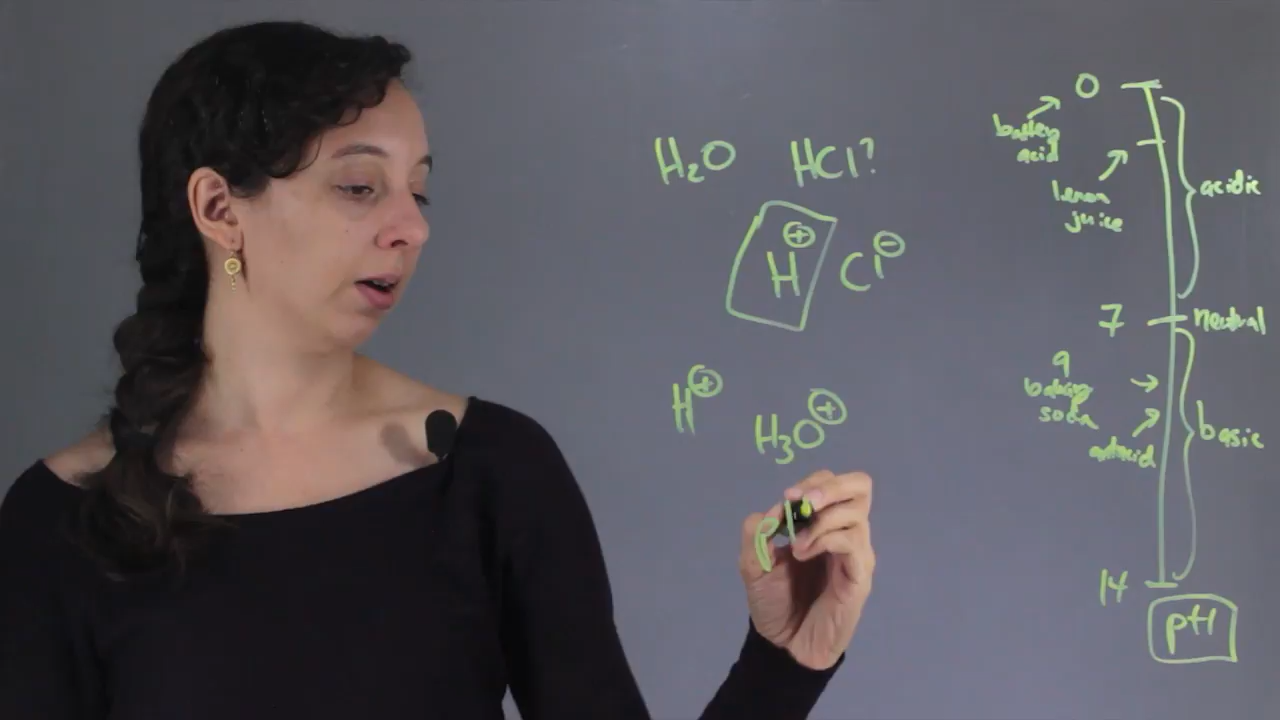 H₂O HCl?
H⊕ Cl⊖
H⊕ H₃O⊕
p
0
battery
acid
lemon
juice
acidic
7
neutral
9
baking
soda
antacid
basic
14
pH